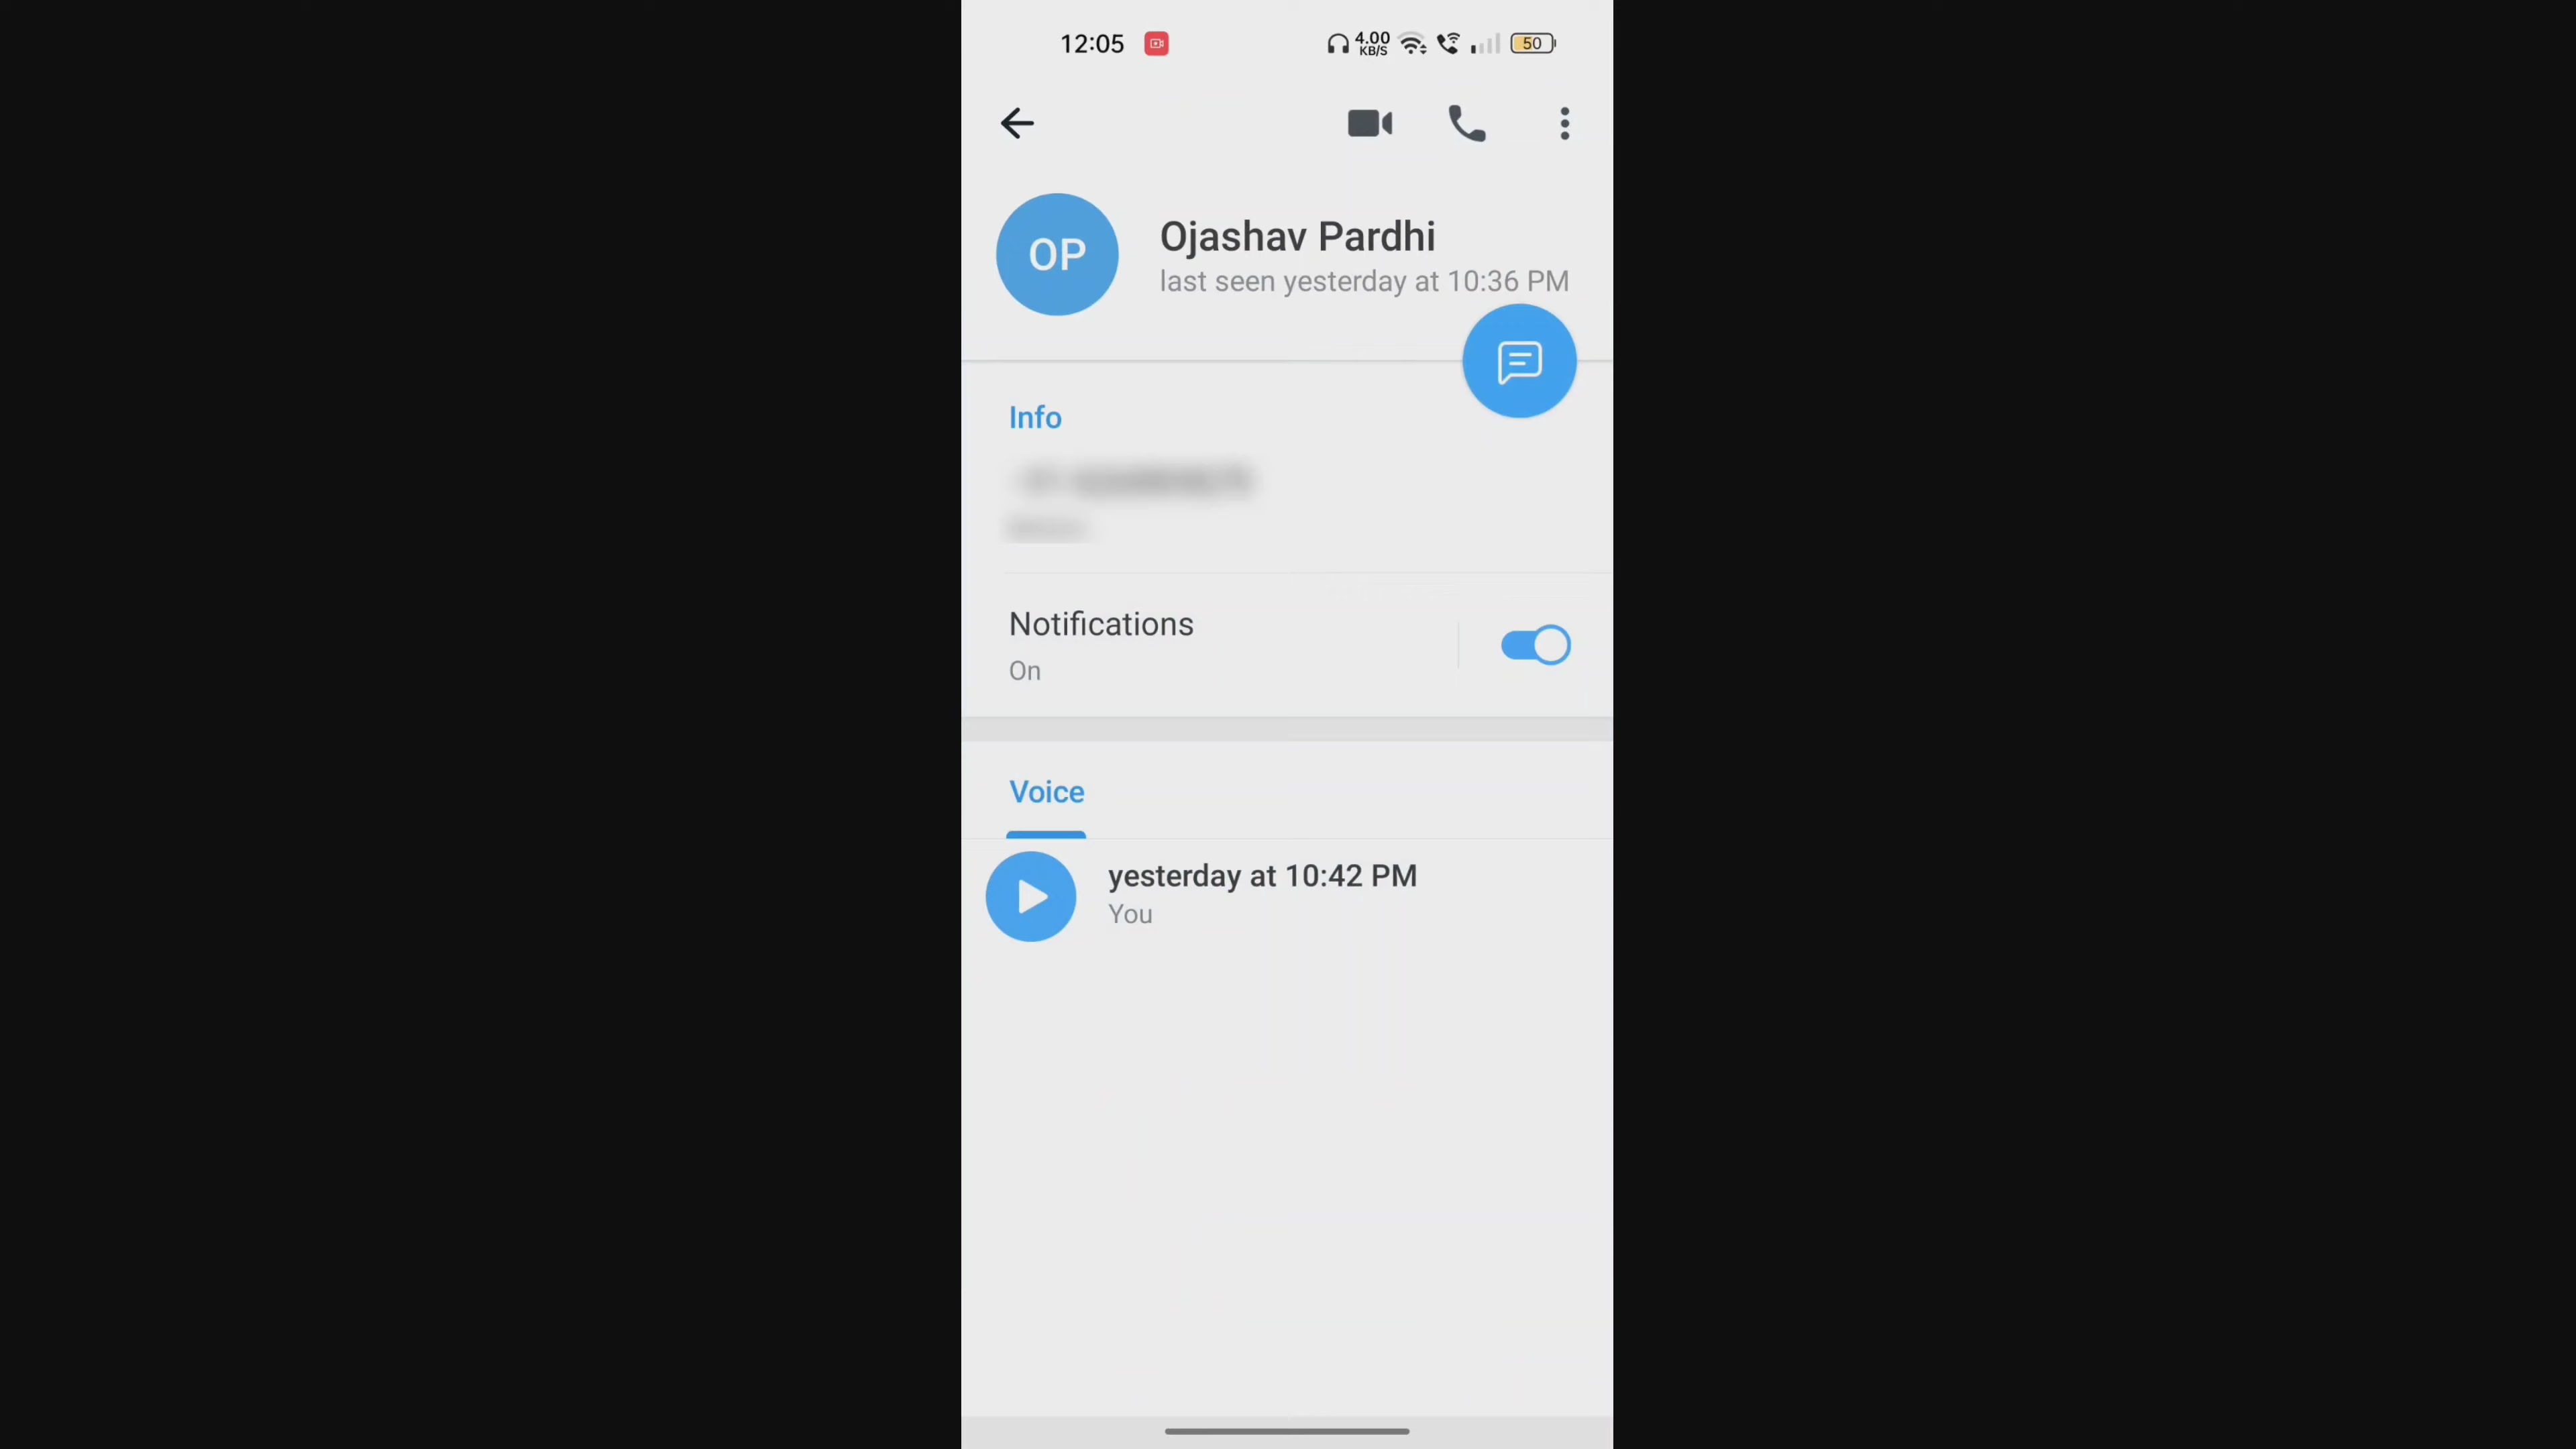 12:05 4.00 KB/S 50
OP
Ojashav Pardhi
last seen yesterday at 10:36 PM
Info
Notifications
On
Voice
yesterday at 10:42 PM
You